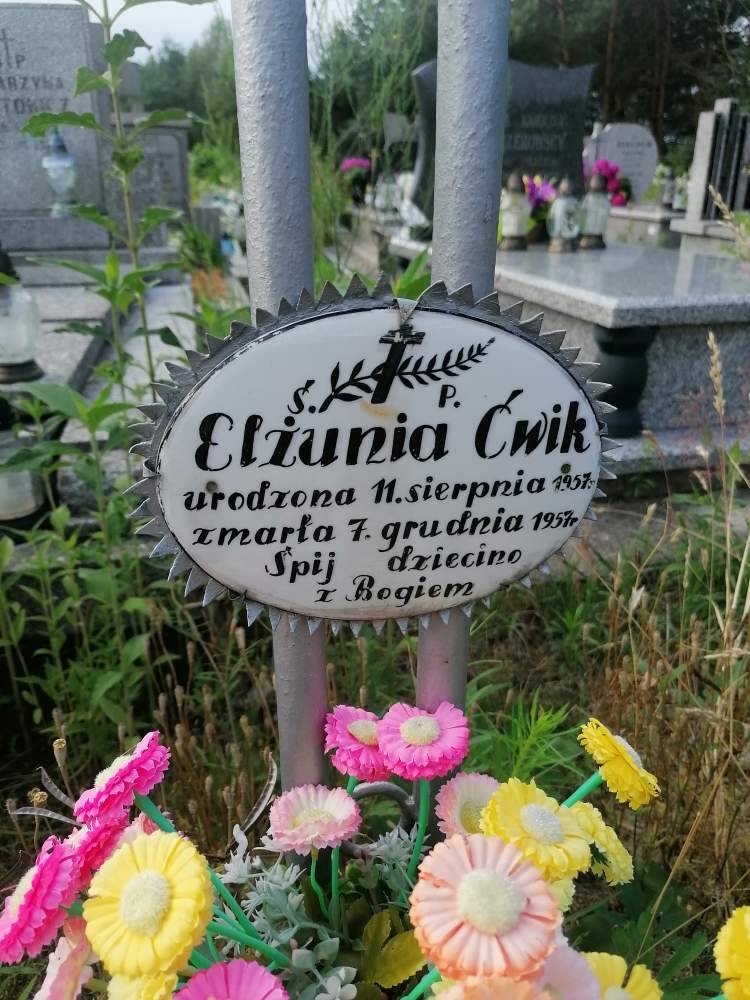 Ś. P.
Elżunia Ćwik
urodzona 11. sierpnia 1957r
zmarła 7. grudnia 1957r
Śpij dziecino
z Bogiem